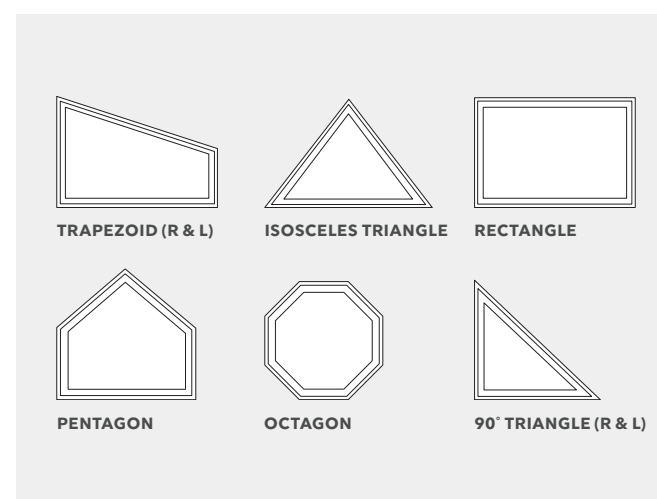 TRAPEZOID (R & L)
ISOSCELES TRIANGLE
RECTANGLE
PENTAGON
OCTAGON
90° TRIANGLE (R & L)